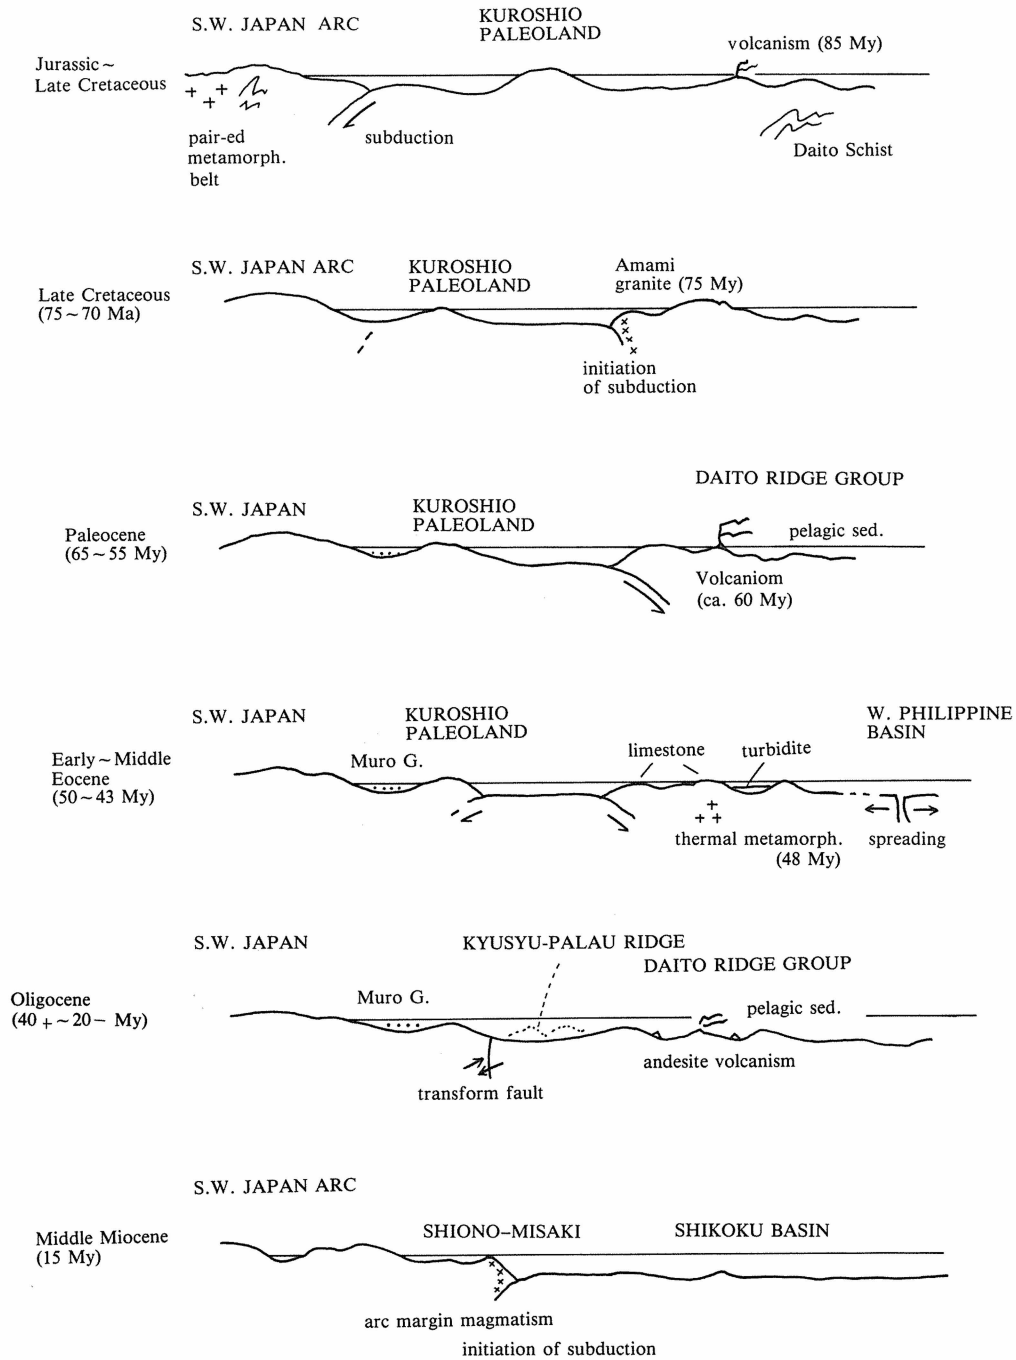 S.W. JAPAN ARC
KUROSHIO
PALEOLAND
volcanism (85 My)
Jurassic ~
Late Cretaceous
pair-ed
metamorph.
belt
subduction
Daito Schist
S.W. JAPAN ARC
KUROSHIO
PALEOLAND
Amami
granite (75 My)
Late Cretaceous
(75 ~ 70 Ma)
initiation
of subduction
DAITO RIDGE GROUP
S.W. JAPAN
KUROSHIO
PALEOLAND
Paleocene
(65 ~ 55 My)
pelagic sed.
Volcaniom
(ca. 60 My)
S.W. JAPAN
KUROSHIO
PALEOLAND
W. PHILIPPINE
BASIN
Early ~ Middle
Eocene
(50 ~ 43 My)
Muro G.
limestone
turbidite
thermal metamorph.
(48 My)
spreading
S.W. JAPAN
KYUSYU-PALAU RIDGE
DAITO RIDGE GROUP
Oligocene
(40 + ~ 20 - My)
Muro G.
pelagic sed.
andesite volcanism
transform fault
S.W. JAPAN ARC
Middle Miocene
(15 My)
SHIONO-MISAKI
SHIKOKU BASIN
arc margin magmatism
initiation of subduction